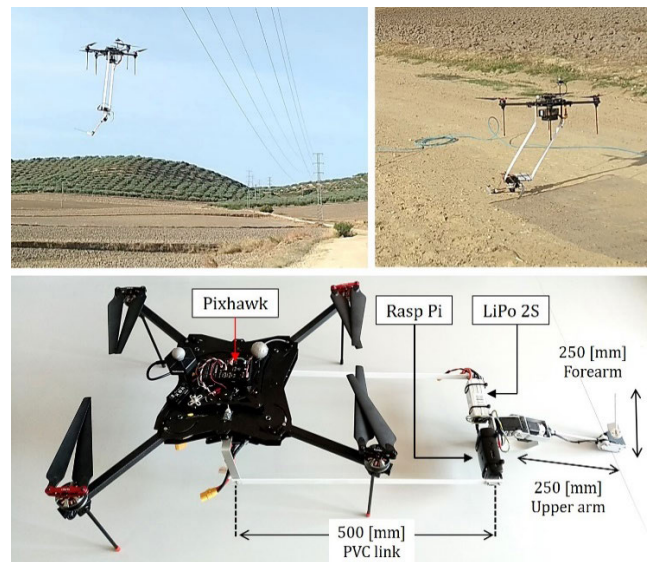 Pixhawk
Rasp Pi
LiPo 2S
250 [mm]
Forearm
250 [mm]
Upper arm
500 [mm]
PVC link